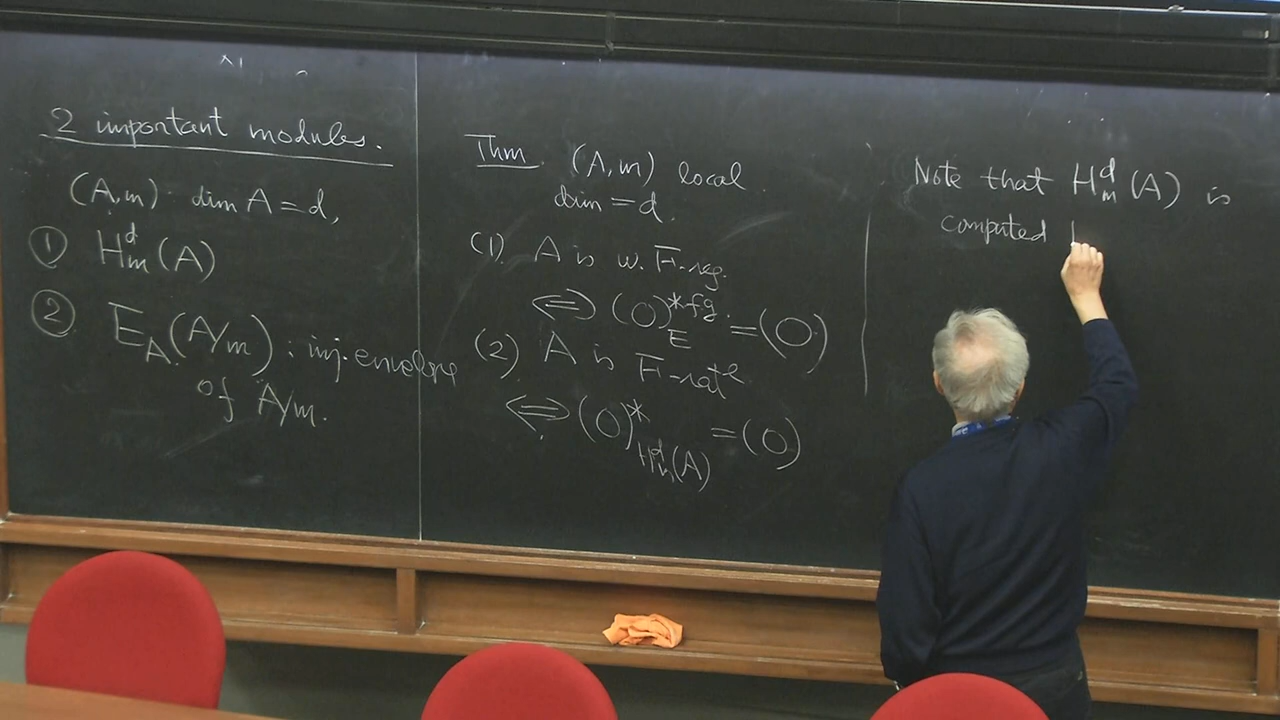 2 important modules.
(A,m) dim A = d,
① H^d_m(A)
② E_A(A/m) : inj. envelope
of A/m.
Thm (A,m) local.
dim = d.
(1) A is w. F-reg.
⟺ (0)^{*fg.}_E = (0)
(2) A is F-rat^l
⟺ (0)^*_{H^d_m(A)} = (0)
Note that H^d_m(A) is
computed